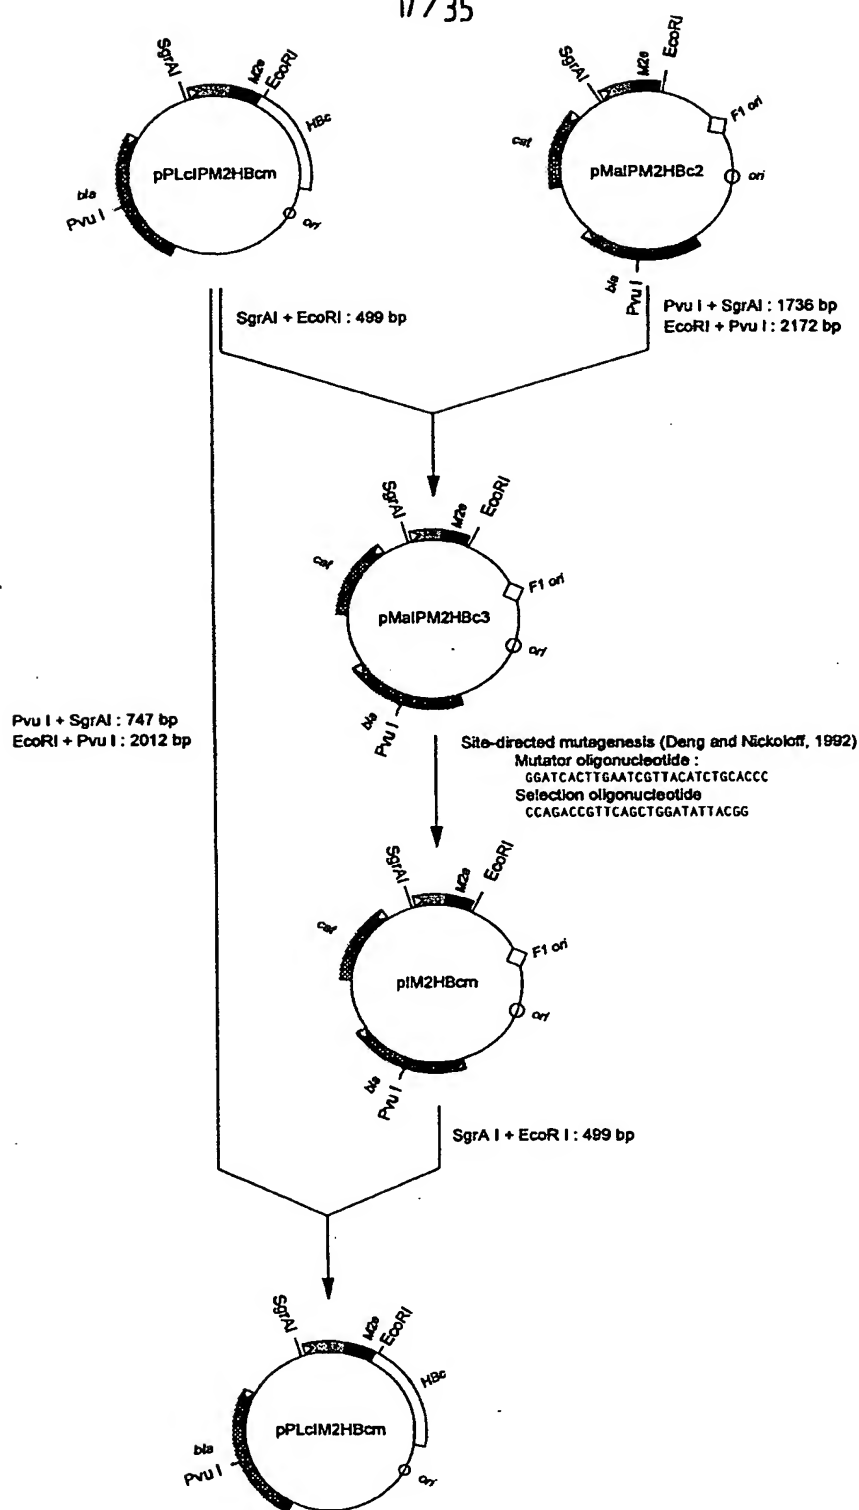 17/35
SgrAI
M2e
EcoRI
HBc
bla
Pvu I
ori
pPLcIPM2HBcm
SgrAI
M2e
EcoRI
F1 ori
cat
ori
pMalPM2HBc2
bla
Pvu I
SgrAI + EcoRI : 499 bp
Pvu I + SgrAI : 1736 bp
EcoRI + Pvu I : 2172 bp
SgrAI
M2e
EcoRI
cat
F1 ori
pMalPM2HBc3
ori
bla
Pvu I
Pvu I + SgrAI : 747 bp
EcoRI + Pvu I : 2012 bp
Site-directed mutagenesis (Deng and Nickoloff, 1992)
Mutator oligonucleotide :
GGATCACTTGAATCGTTACATCTGCACCC
Selection oligonucleotide
CCAGACCGTTCAGCTGGATATTACGG
SgrAI
M2e
EcoRI
cat
F1 ori
pIM2HBcm
ori
bla
Pvu I
SgrA I + EcoR I : 499 bp
SgrAI
M2e
EcoRI
HBc
pPLcIM2HBcm
bla
Pvu I
ori